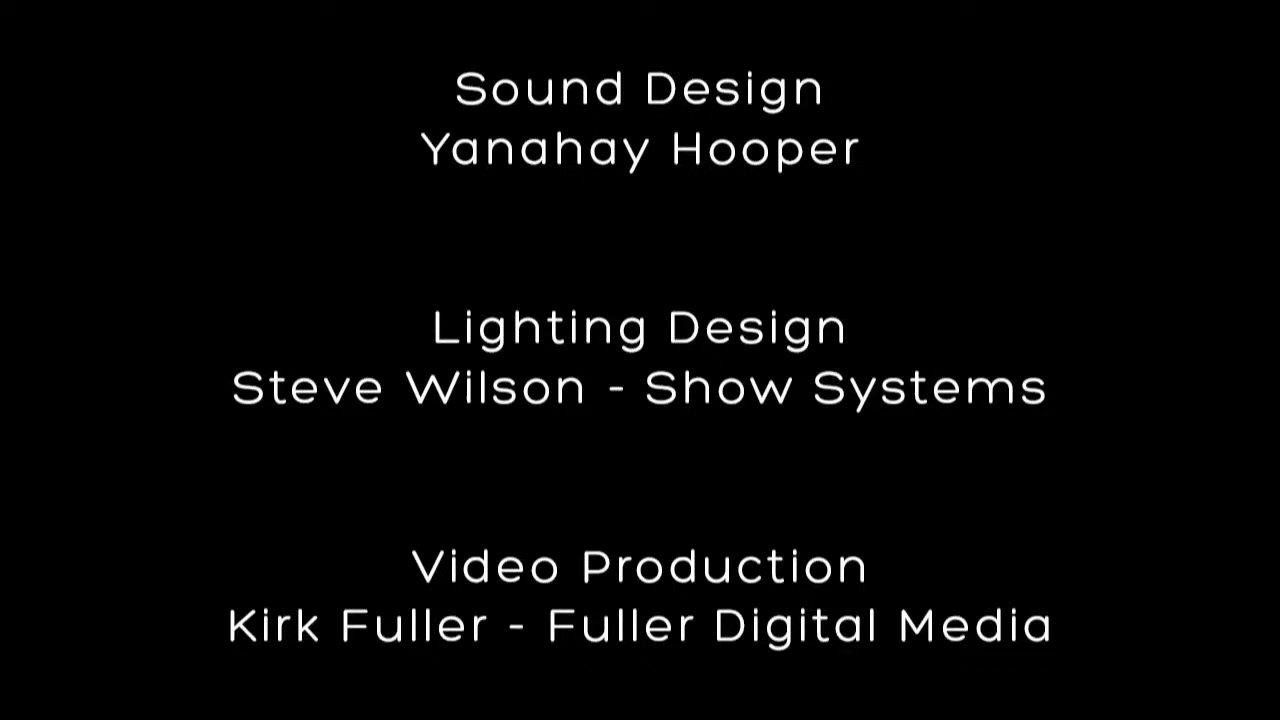 Sound Design
Yanahay Hooper
Lighting Design
Steve Wilson - Show Systems
Video Production
Kirk Fuller - Fuller Digital Media